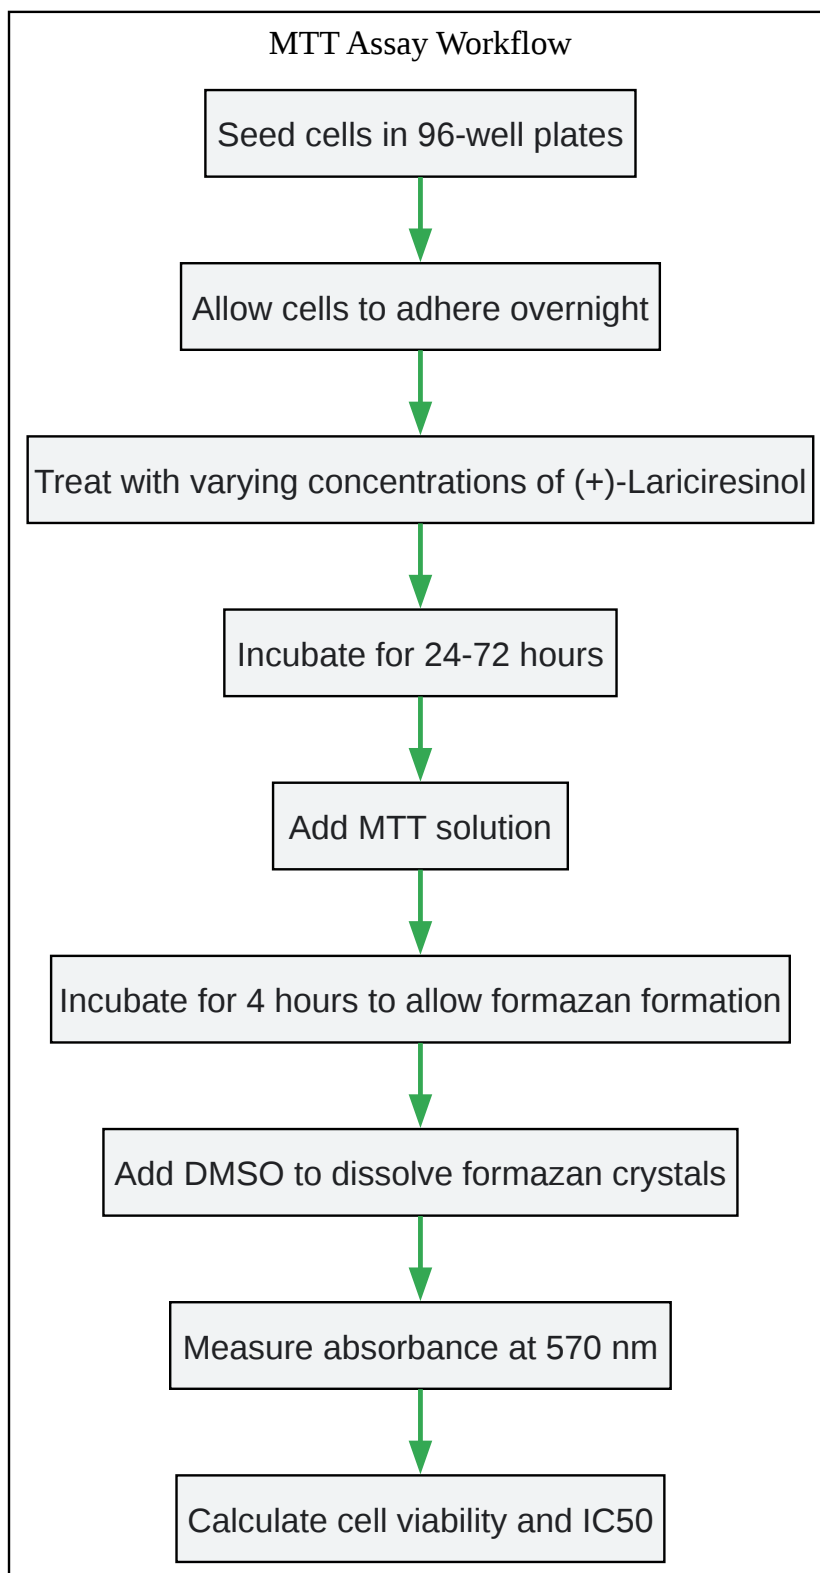 MTT Assay Workflow
Seed cells in 96-well plates
Allow cells to adhere overnight
Treat with varying concentrations of (+)-Lariciresinol
Incubate for 24-72 hours
Add MTT solution
Incubate for 4 hours to allow formazan formation
Add DMSO to dissolve formazan crystals
Measure absorbance at 570 nm
Calculate cell viability and IC50